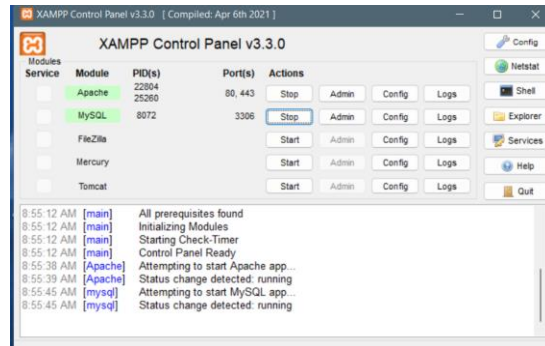 XAMPP Control Panel v3.3.0 [ Compiled: Apr 6th 2021 ]
XAMPP Control Panel v3.3.0
Config
Modules
Service Module PID(s) Port(s) Actions
Netstat
Apache 22804 25260 80, 443 Stop Admin Config Logs
Shell
MySQL 8072 3306 Stop Admin Config Logs
Explorer
FileZilla Start Admin Config Logs
Services
Mercury Start Admin Config Logs
Help
Tomcat Start Admin Config Logs
Quit
8:55:12 AM [main] All prerequisites found
8:55:12 AM [main] Initializing Modules
8:55:12 AM [main] Starting Check-Timer
8:55:12 AM [main] Control Panel Ready
8:55:38 AM [Apache] Attempting to start Apache app...
8:55:39 AM [Apache] Status change detected: running
8:55:45 AM [mysql] Attempting to start MySQL app...
8:55:45 AM [mysql] Status change detected: running